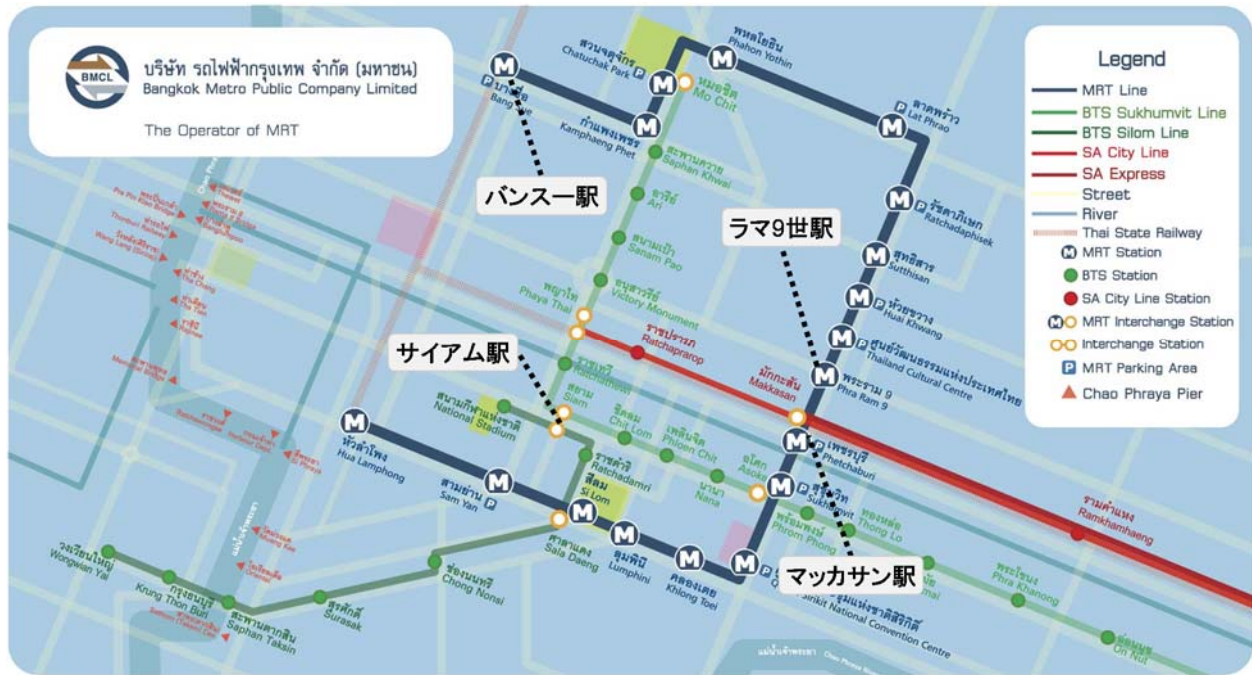 BMCL
บริษัท รถไฟฟ้ากรุงเทพ จำกัด (มหาชน)
Bangkok Metro Public Company Limited
The Operator of MRT
Legend
MRT Line
BTS Sukhumvit Line
BTS Silom Line
SA City Line
SA Express
Street
River
Thai State Railway
M
MRT Station
BTS Station
SA City Line Station
M
MRT Interchange Station
Interchange Station
P
MRT Parking Area
Chao Phraya Pier
สวนจตุจักร
Chatuchak Park
P
พหลโยธิน
Phahon Yothin
หมอชิต
Mo Chit
P
บางซื่อ
กำแพงเพชร
Kamphaeng Phet
P
ลาดพร้าว
Lat Phrao
สะพานควาย
Saphan Khwai
バンスー駅
อารีย์
Ari
P
รัชดาภิเษก
Ratchadaphisek
ラマ9世駅
สนามเป้า
Sanam Pao
สุทธิสาร
Sutthisan
อนุสาวรีย์
Victory Monument
P
ห้วยขวาง
Huai Khwang
พญาไท
Phaya Thai
P
ศูนย์วัฒนธรรมแห่งประเทศไทย
Thailand Cultural Centre
サイアム駅
ราชปรารภ
Ratchaprarop
พระราม 9
Phra Ram 9
มักกะสัน
Makkasan
ราชเทวี
Ratchathewi
สยาม
Siam
สนามกีฬาแห่งชาติ
National Stadium
ชิดลม
Chit Lom
เพลินจิต
Phloen Chit
นานา
Nana
อโศก
Asoke
เพชรบุรี
Phetchaburi
หัวลำโพง
Hua Lamphong
ราชดำริ
Ratchadamri
สีลม
Si Lom
P
สุขุมวิท
Sukhumvit
สามย่าน
Sam Yan
P
พร้อมพงษ์
Phrom Phong
ทองหล่อ
Thong Lo
รามคำแหง
Ramkhamhaeng
ศาลาแดง
Sala Daeng
ลุมพินี
Lumphini
คลองเตย
Khlong Toei
マッカサン駅
พระโขนง
Phra Khanong
อ่อนนุช
On Nut
Sirikit National Convention Centre
วงเวียนใหญ่
Wongwian Yai
กรุงธนบุรี
Krung Thon Buri
สะพานตากสิน
Saphan Taksin
สุรศักดิ์
Surasak
ช่องนนทรี
Chong Nonsi
แม่น้ำเจ้าพระยา
แม่น้ำเจ้าพระยา